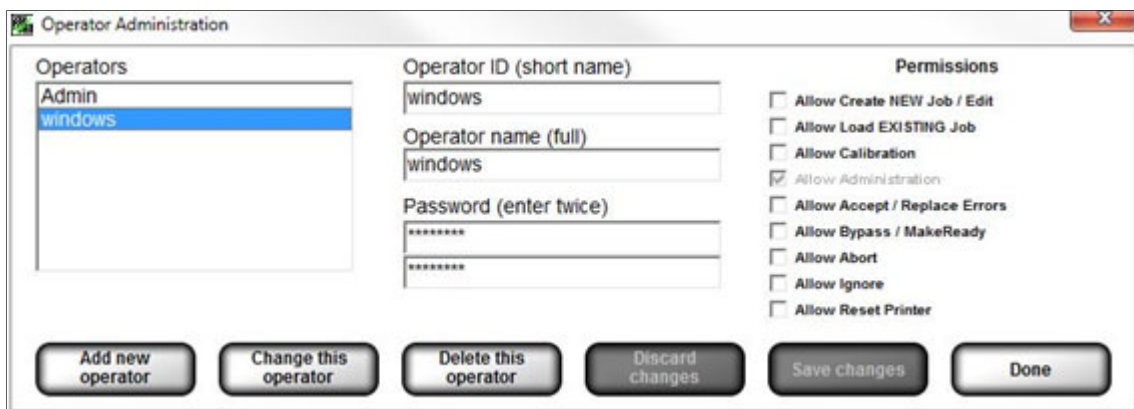 Operator Administration
Operators
Admin
windows
Operator ID (short name)
windows
Operator name (full)
windows
Password (enter twice)
********
********
Permissions
Allow Create NEW Job / Edit
Allow Load EXISTING Job
Allow Calibration
Allow Administration
Allow Accept / Replace Errors
Allow Bypass / MakeReady
Allow Abort
Allow Ignore
Allow Reset Printer
Add new
operator
Change this
operator
Delete this
operator
Discard
changes
Save changes
Done